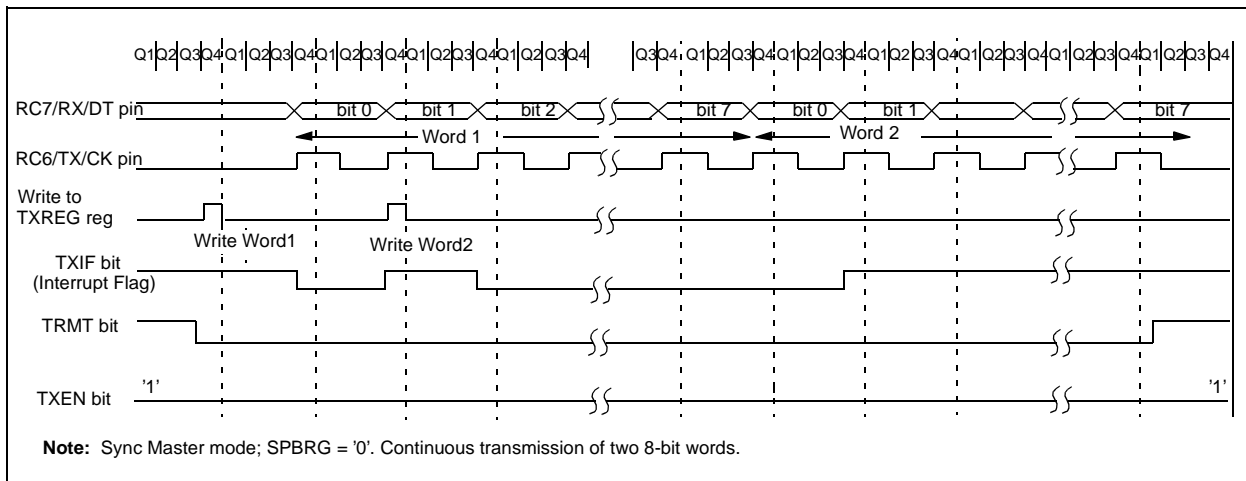 Q1 Q2 Q3 Q4 Q1 Q2 Q3 Q4 Q1 Q2 Q3 Q4 Q1 Q2 Q3 Q4 Q1 Q2 Q3 Q4 Q3 Q4 Q1 Q2 Q3 Q4 Q1 Q2 Q3 Q4 Q1 Q2 Q3 Q4 Q1 Q2 Q3 Q4 Q1 Q2 Q3 Q4 Q1 Q2 Q3 Q4
RC7/RX/DT pin bit 0 bit 1 bit 2 bit 7 bit 0 bit 1 bit 7
Word 1 Word 2
RC6/TX/CK pin
Write to
TXREG reg
Write Word1 Write Word2
TXIF bit
(Interrupt Flag)
TRMT bit
'1' '1'
TXEN bit
Note: Sync Master mode; SPBRG = '0'. Continuous transmission of two 8-bit words.